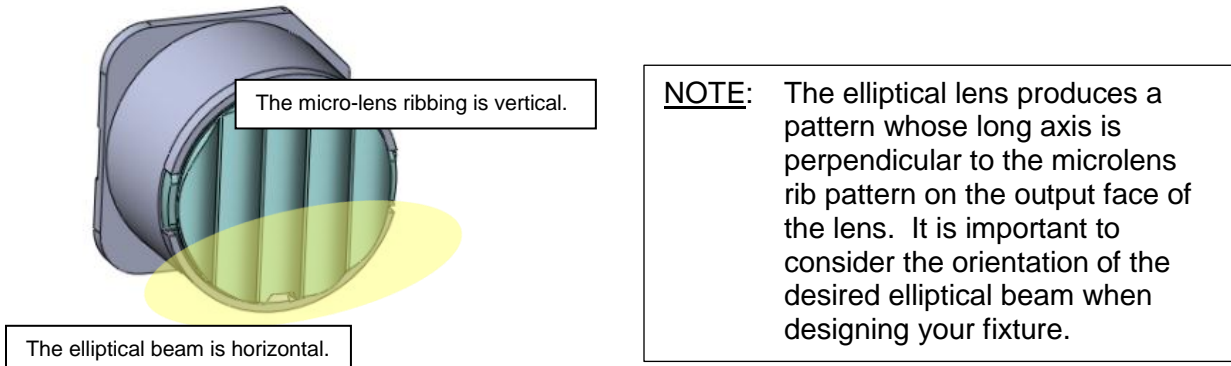 The micro-lens ribbing is vertical.
The elliptical beam is horizontal.
NOTE: The elliptical lens produces a
pattern whose long axis is
perpendicular to the microlens
rib pattern on the output face of
the lens. It is important to
consider the orientation of the
desired elliptical beam when
designing your fixture.